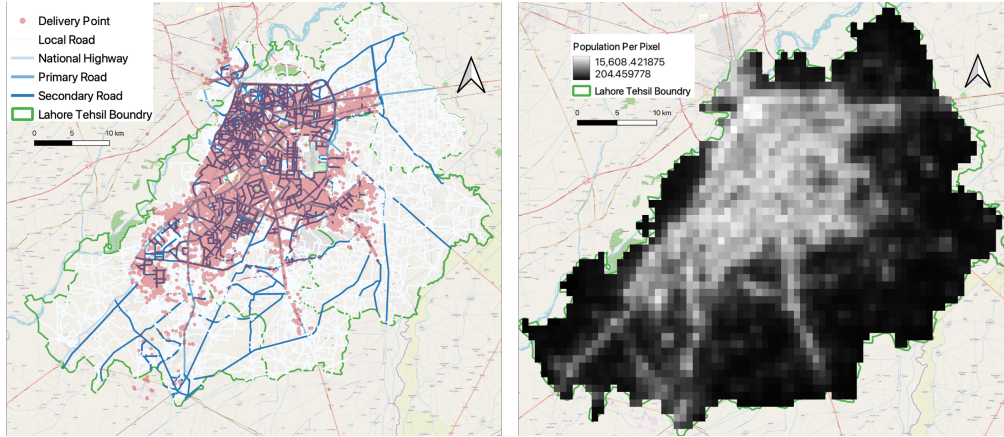 Delivery Point
Local Road
National Highway
Primary Road
Secondary Road
Lahore Tehsil Boundry
0 5 10 km
Population Per Pixel
15,608.421875
204.459778
Lahore Tehsil Boundry
0 5 10 km